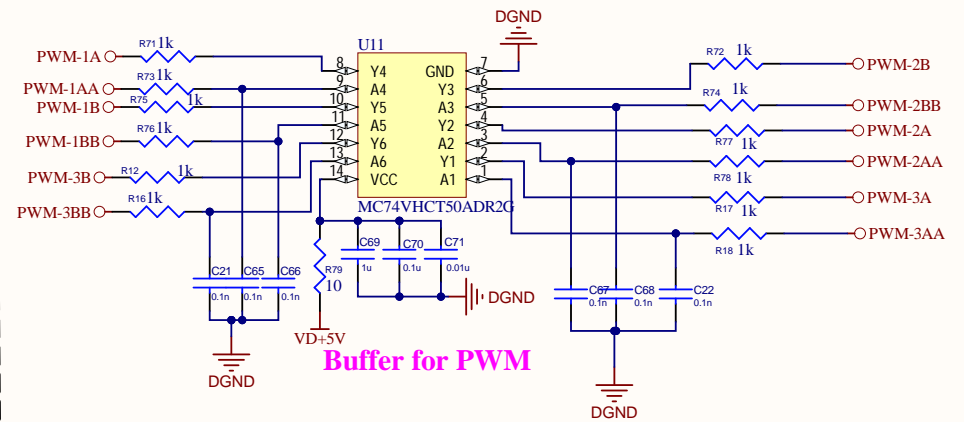 DGND
PWM-1A R71 1k U11 R72 1k PWM-2B
8 Y4 GND 7
PWM-1AA R73 1k 9 A4 Y3 6
PWM-1B R75 1k 10 Y5 A3 5 R74 1k PWM-2BB
11 A5 Y2 4 R77 1k PWM-2A
PWM-1BB R76 1k 12 Y6 A2 3
13 A6 Y1 2 R78 1k PWM-2AA
PWM-3B R12 1k 14 VCC A1 1
R17 1k PWM-3A
PWM-3BB R16 1k MC74VHCT50ADR2G
R18 1k PWM-3AA
C21 C65 C66 R79 C69 C70 C71
0.1n 0.1n 0.1n 10 1u 0.1u 0.01u
C67 C68 C22
0.1n 0.1n 0.1n
DGND
VD+5V
Buffer for PWM
DGND
DGND